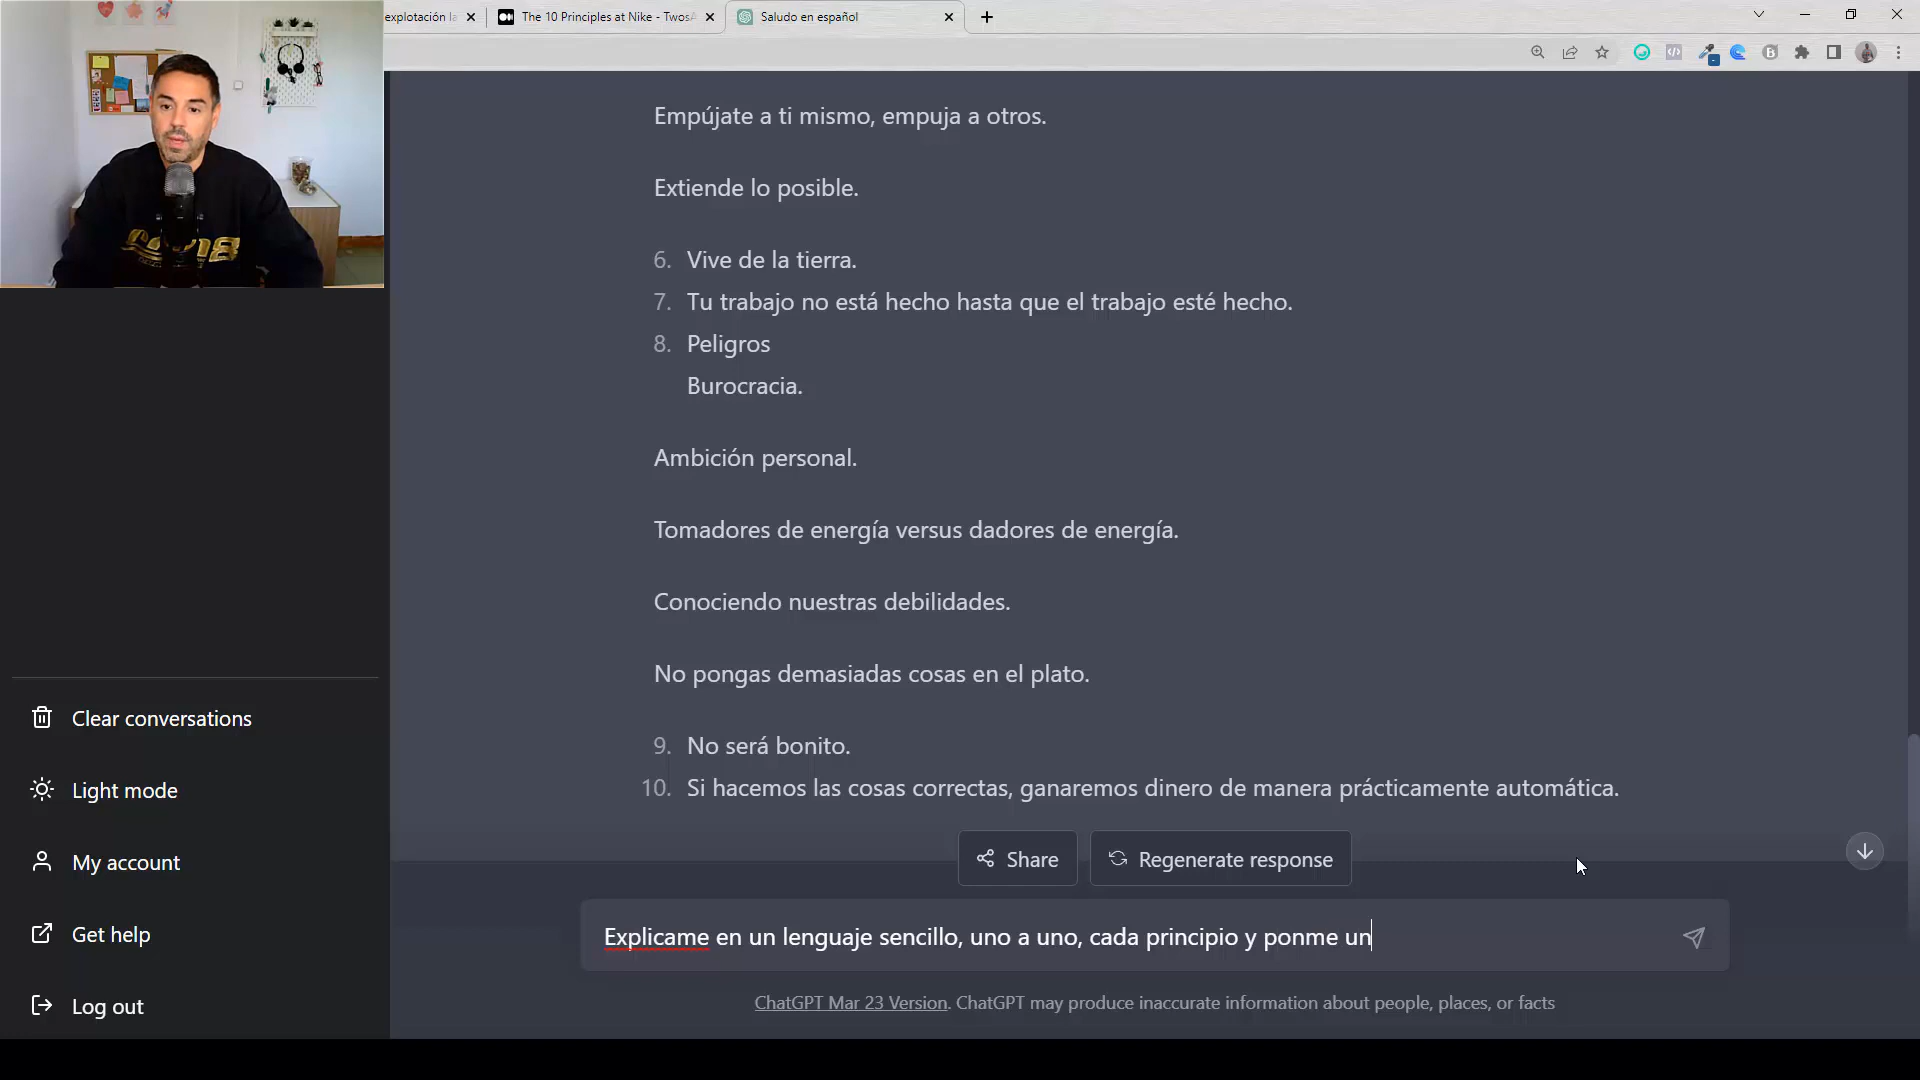 explotación la
The 10 Principles at Nike - Twos
Saludo en español
Empújate a ti mismo, empuja a otros.
Extiende lo posible.
6. Vive de la tierra.
7. Tu trabajo no está hecho hasta que el trabajo esté hecho.
8. Peligros
Burocracia.
Ambición personal.
Tomadores de energía versus dadores de energía.
Conociendo nuestras debilidades.
No pongas demasiadas cosas en el plato.
9. No será bonito.
10. Si hacemos las cosas correctas, ganaremos dinero de manera prácticamente automática.
Clear conversations
Light mode
My account
Get help
Log out
Share
Regenerate response
Explicame en un lenguaje sencillo, uno a uno, cada principio y ponme un
ChatGPT Mar 23 Version. ChatGPT may produce inaccurate information about people, places, or facts